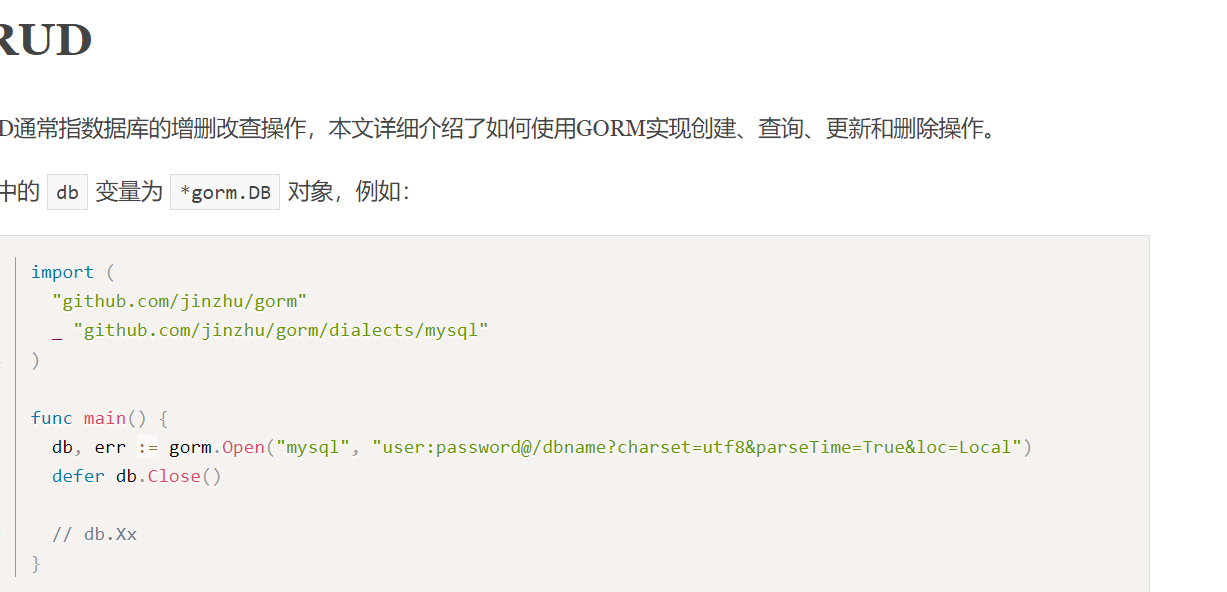 RUD
D通常指数据库的增删改查操作，本文详细介绍了如何使用GORM实现创建、查询、更新和删除操作。
中的 db 变量为 *gorm.DB 对象，例如：
import (
  "github.com/jinzhu/gorm"
  _ "github.com/jinzhu/gorm/dialects/mysql"
)
func main() {
  db, err := gorm.Open("mysql", "user:password@/dbname?charset=utf8&parseTime=True&loc=Local")
  defer db.Close()
  // db.Xx
}